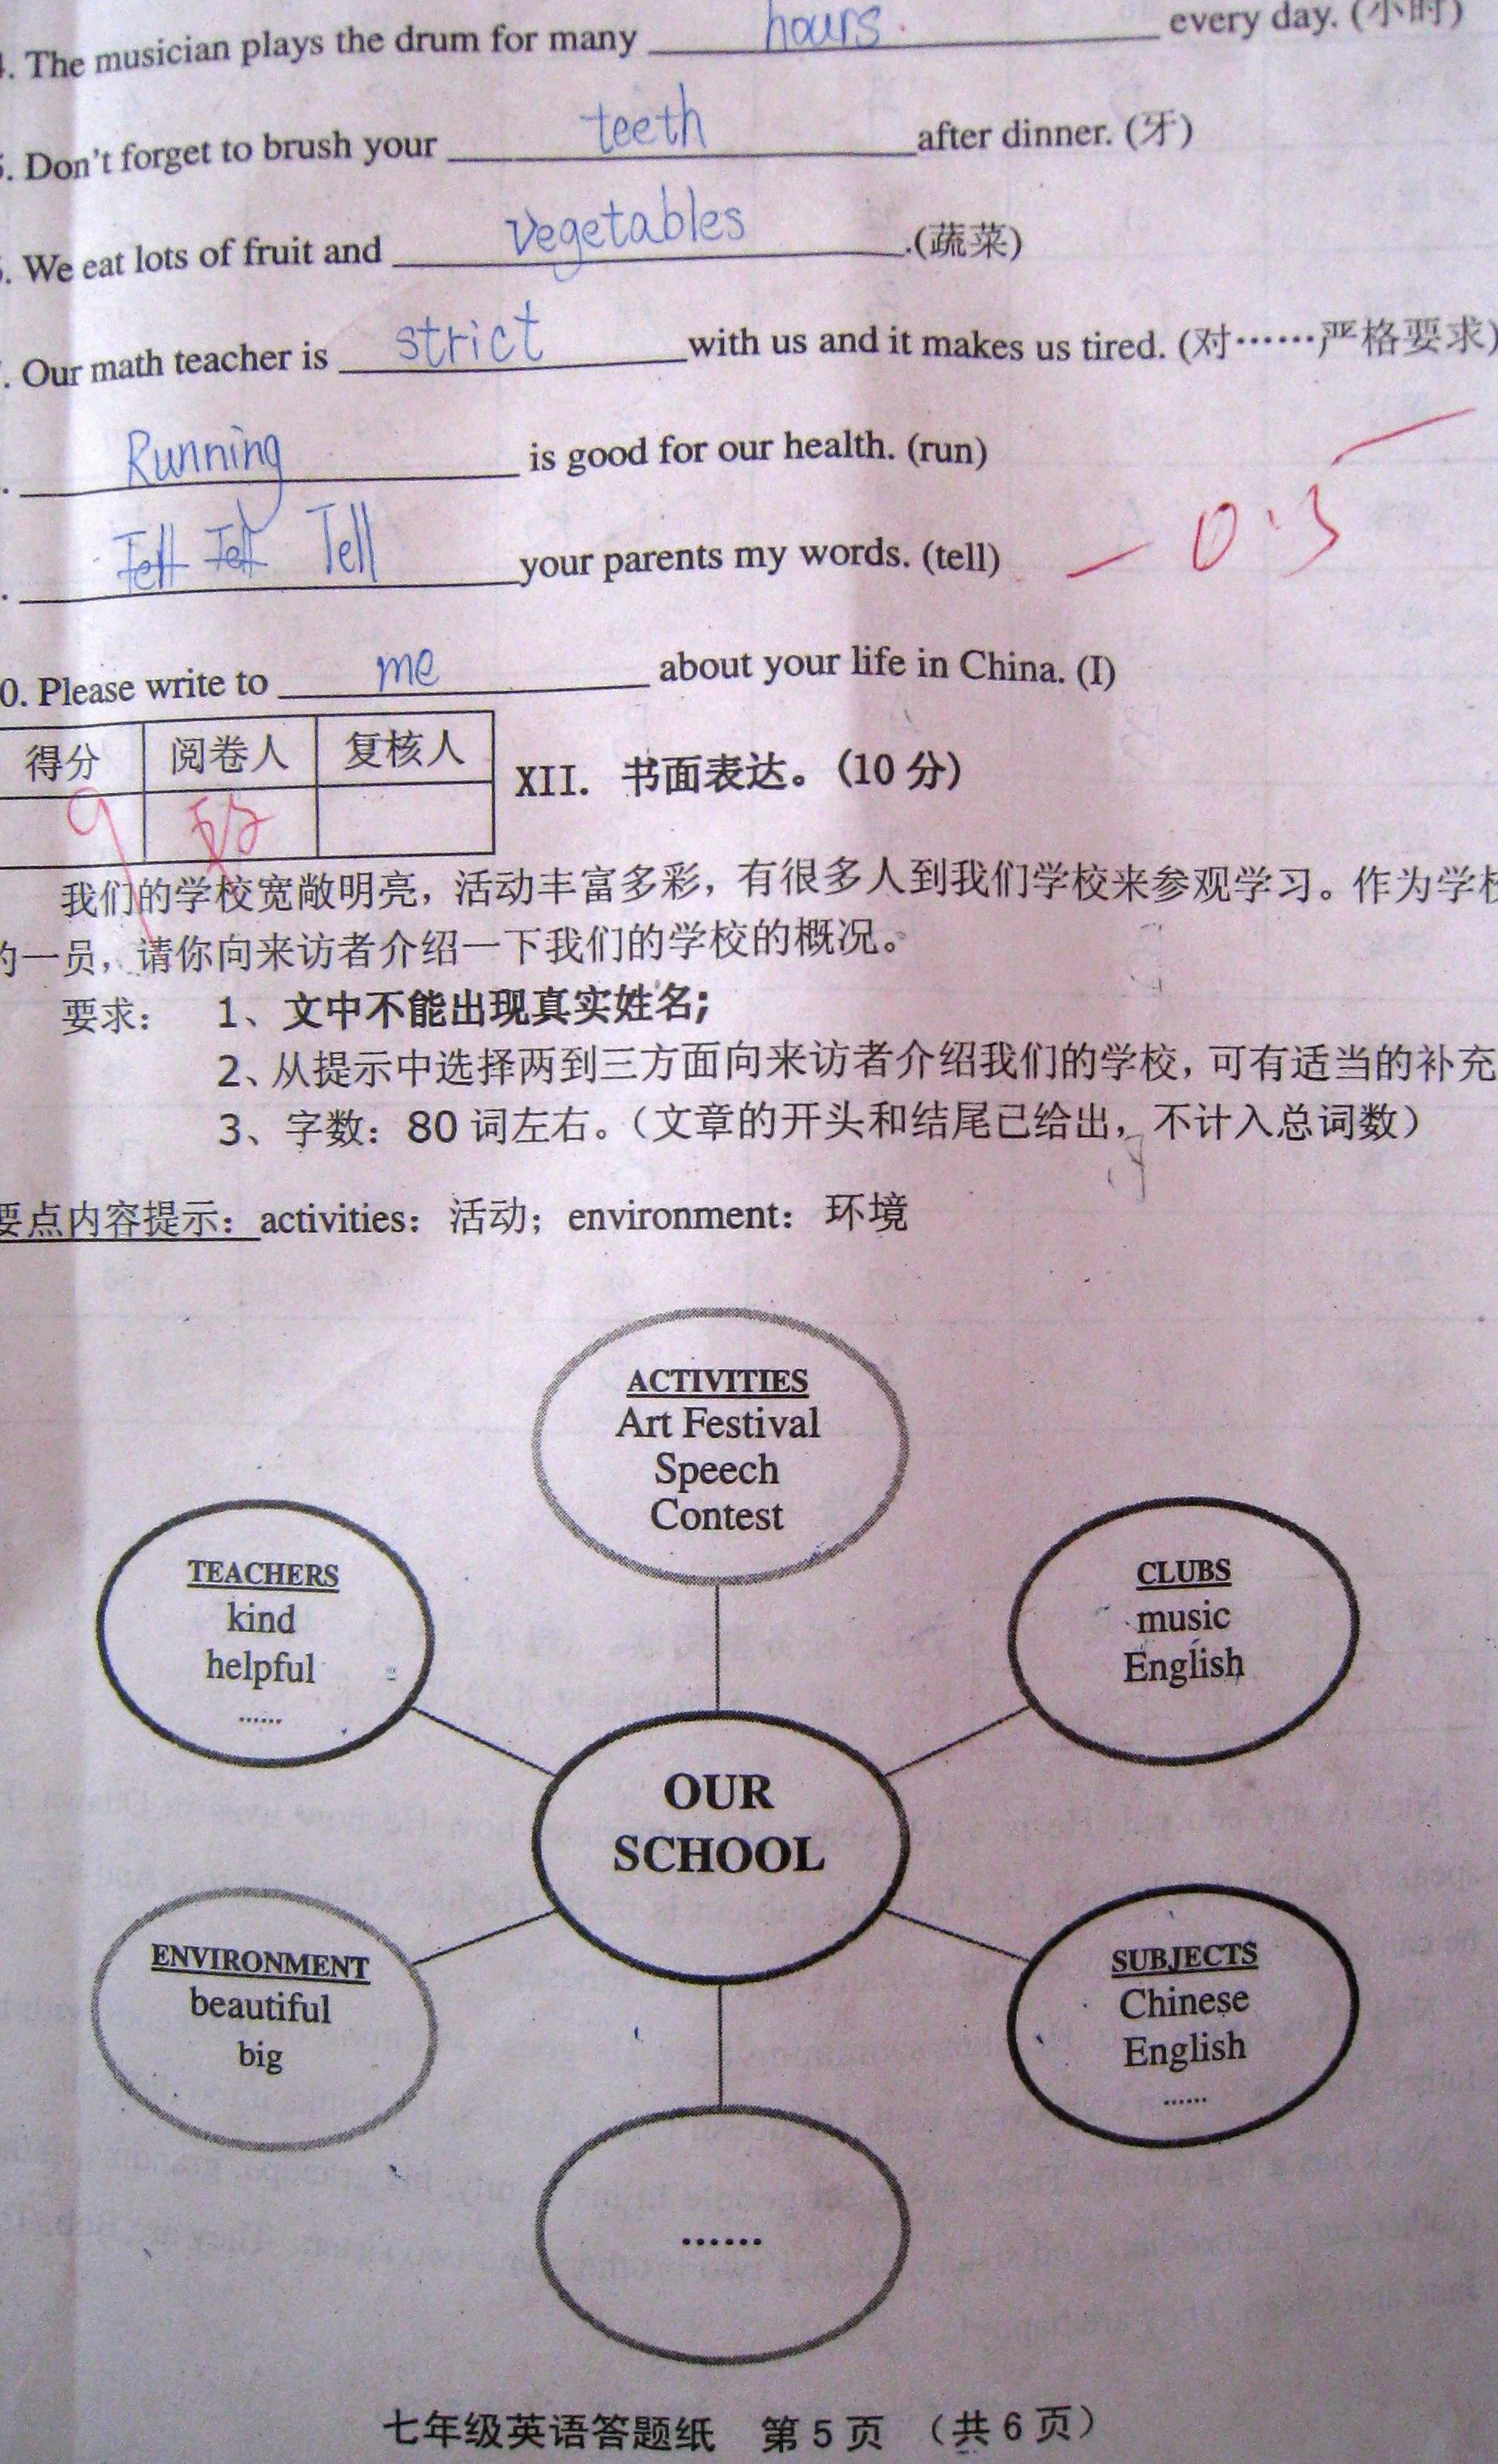 . The musician plays the drum for many hours every day. (小时)
. Don't forget to brush your teeth after dinner. (牙)
. We eat lots of fruit and vegetables .(蔬菜)
. Our math teacher is strict with us and it makes us tired. (对……严格要求)
. Running is good for our health. (run)
. Tell Tell Tell your parents my words. (tell)
0. Please write to me about your life in China. (I)
-0.5
得分 阅卷人 复核人
9
XII. 书面表达。(10 分)
我们的学校宽敞明亮，活动丰富多彩，有很多人到我们学校来参观学习。作为学校
的一员，请你向来访者介绍一下我们的学校的概况。
要求： 1、文中不能出现真实姓名；
2、从提示中选择两到三方面向来访者介绍我们的学校，可有适当的补充
3、字数：80 词左右。（文章的开头和结尾已给出，不计入总词数）
要点内容提示：activities：活动；environment：环境
ACTIVITIES
Art Festival
Speech
Contest
TEACHERS
kind
helpful
......
CLUBS
music
English
OUR
SCHOOL
ENVIRONMENT
beautiful
big
SUBJECTS
Chinese
English
......
......
七年级英语答题纸 第 5 页 （共 6 页）